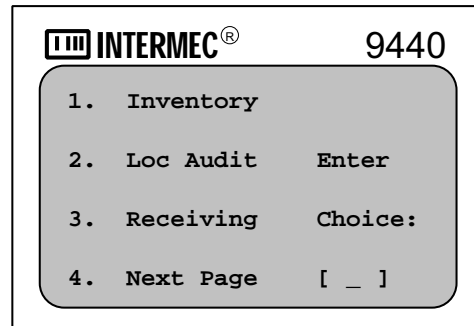 INTERMEC® 9440
1. Inventory
2. Loc Audit Enter
3. Receiving Choice:
4. Next Page [ _ ]